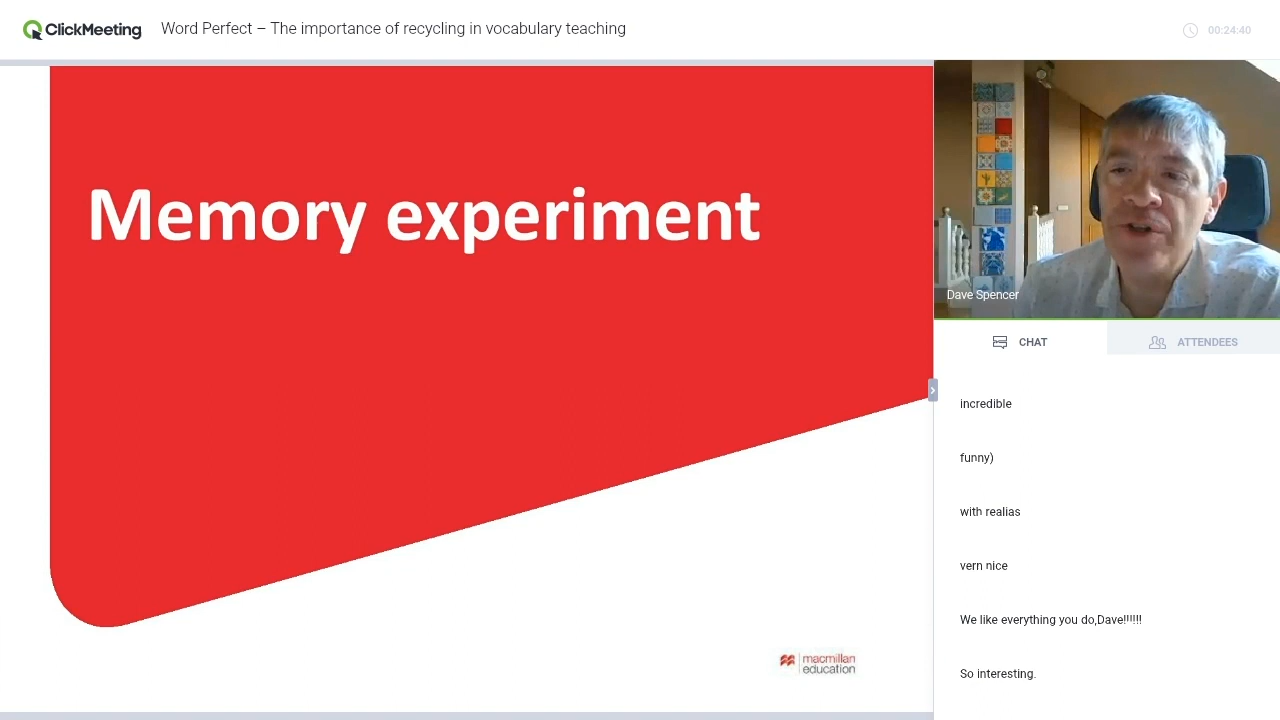 ClickMeeting
Word Perfect – The importance of recycling in vocabulary teaching
00:24:40
Memory experiment
macmillan
education
Dave Spencer
CHAT
ATTENDEES
incredible
funny)
with realias
vern nice
We like everything you do,Dave!!!!!!
So interesting.